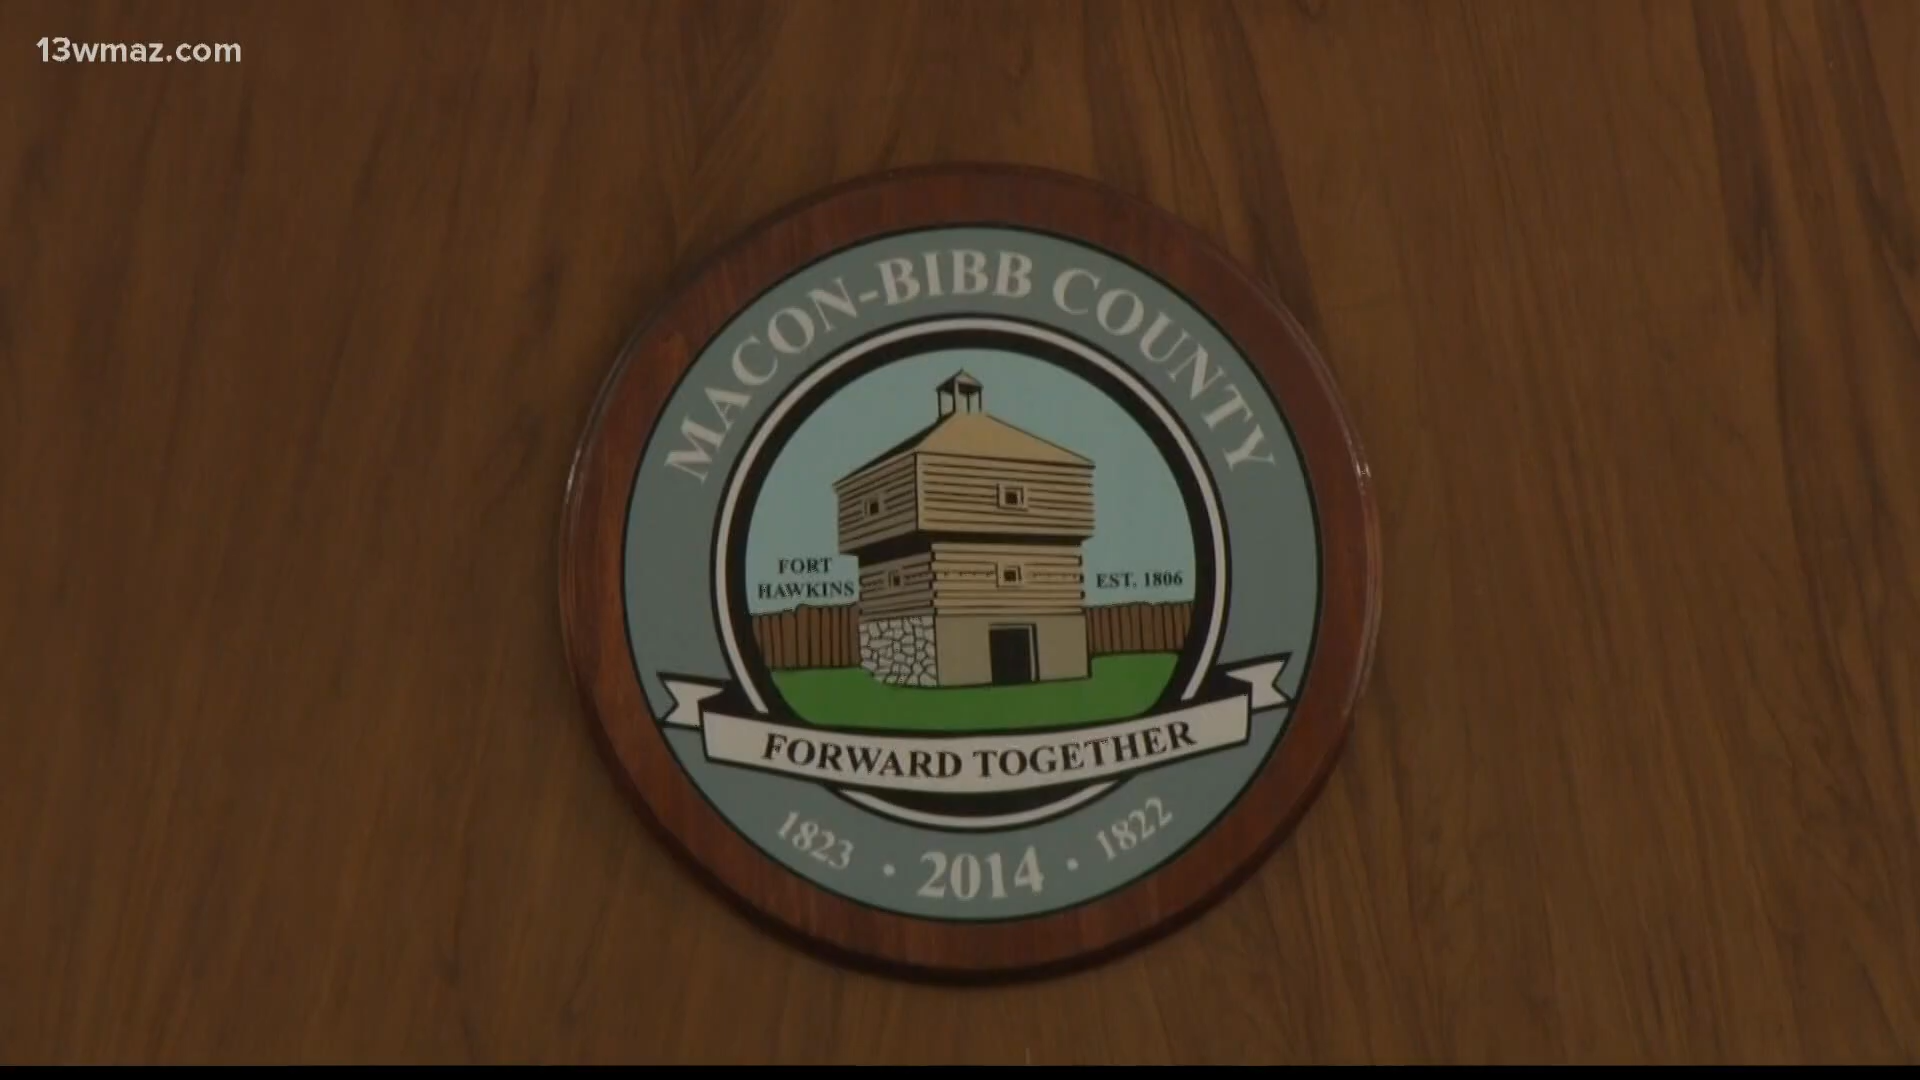 13wmaz.com
MACON-BIBB COUNTY
FORT
HAWKINS
EST. 1806
FORWARD TOGETHER
1823 · 2014 · 1822